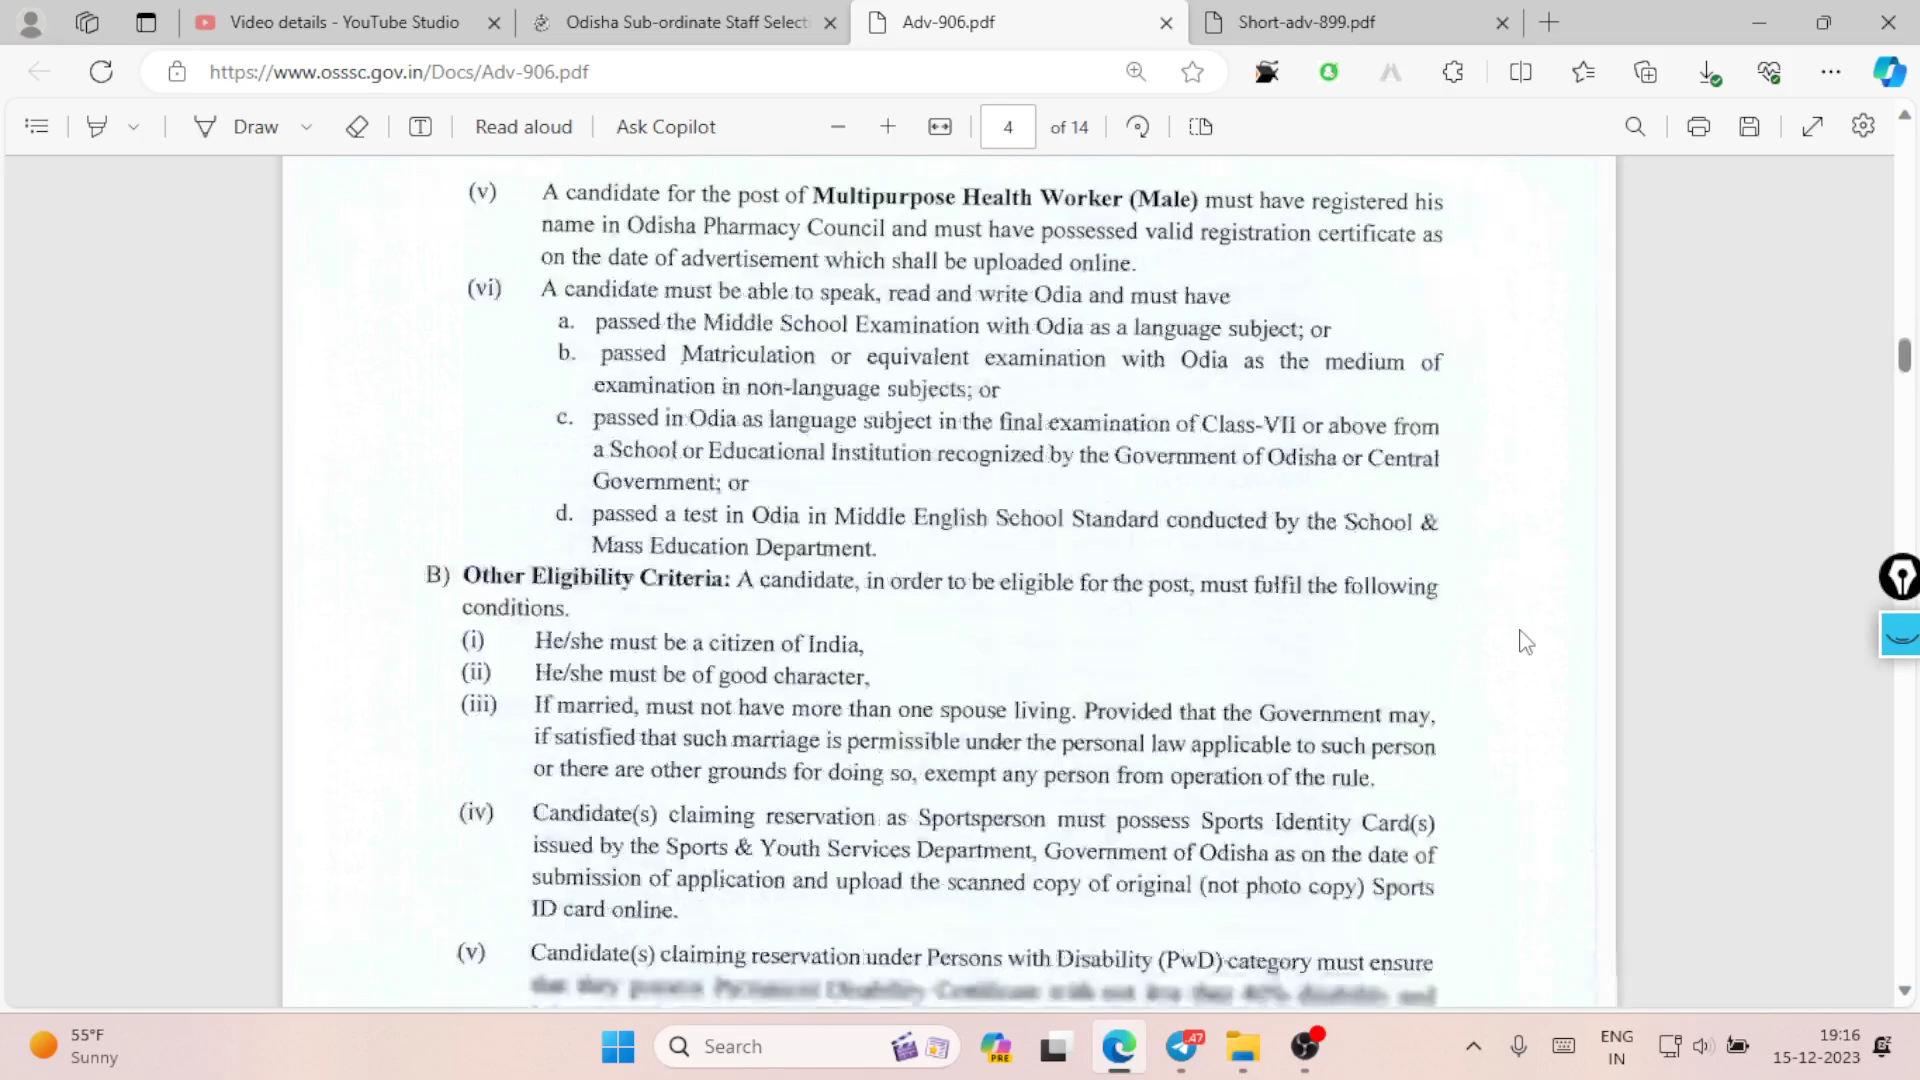 Video details - YouTube Studio
Odisha Sub-ordinate Staff Select
Adv-906.pdf
Short-adv-899.pdf
https://www.osssc.gov.in/Docs/Adv-906.pdf
Draw
Read aloud
Ask Copilot
4 of 14
(v) A candidate for the post of Multipurpose Health Worker (Male) must have registered his
name in Odisha Pharmacy Council and must have possessed valid registration certificate as
on the date of advertisement which shall be uploaded online.
(vi) A candidate must be able to speak, read and write Odia and must have
a. passed the Middle School Examination with Odia as a language subject; or
b. passed Matriculation or equivalent examination with Odia as the medium of
examination in non-language subjects; or
c. passed in Odia as language subject in the final examination of Class-VII or above from
a School or Educational Institution recognized by the Government of Odisha or Central
Government; or
d. passed a test in Odia in Middle English School Standard conducted by the School &
Mass Education Department.
B) Other Eligibility Criteria: A candidate, in order to be eligible for the post, must fulfil the following
conditions.
(i) He/she must be a citizen of India,
(ii) He/she must be of good character,
(iii) If married, must not have more than one spouse living. Provided that the Government may,
if satisfied that such marriage is permissible under the personal law applicable to such person
or there are other grounds for doing so, exempt any person from operation of the rule.
(iv) Candidate(s) claiming reservation as Sportsperson must possess Sports Identity Card(s)
issued by the Sports & Youth Services Department, Government of Odisha as on the date of
submission of application and upload the scanned copy of original (not photo copy) Sports
ID card online.
(v) Candidate(s) claiming reservation under Persons with Disability (PwD) category must ensure
55°F
Sunny
Search
PRE
47
ENG
IN
19:16
15-12-2023